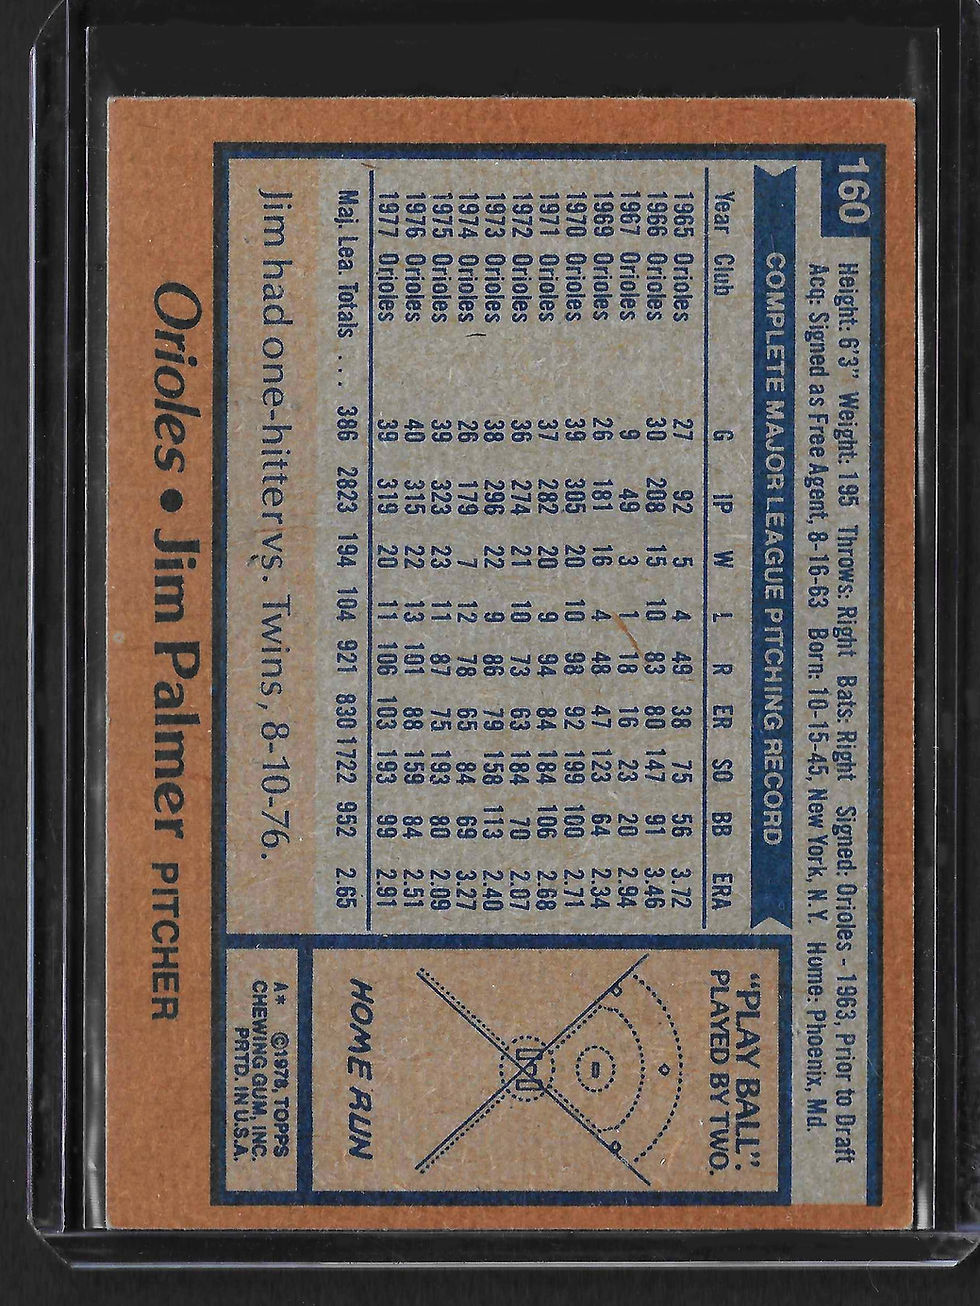 160
Height: 6'3" Weight: 195 Throws: Right Bats: Right Signed: Orioles - 1963, Prior to Draft
Acq: Signed as Free Agent, 8-16-63 Born: 10-15-45, New York, N.Y. Home: Phoenix, Md.
COMPLETE MAJOR LEAGUE PITCHING RECORD
Year Club G IP W L R ER SO BB ERA
1965 Orioles 27 92 5 4 49 38 75 56 3.72
1966 Orioles 30 208 15 10 83 80 147 91 3.46
1967 Orioles 9 49 3 1 18 16 23 20 2.94
1969 Orioles 26 181 16 4 48 47 123 64 2.34
1970 Orioles 39 305 20 10 98 92 199 100 2.71
1971 Orioles 37 282 20 9 94 84 184 106 2.68
1972 Orioles 36 274 21 10 73 63 184 70 2.07
1973 Orioles 38 296 22 9 86 79 158 113 2.40
1974 Orioles 26 179 7 12 78 65 84 69 3.27
1975 Orioles 39 323 23 11 87 75 193 80 2.09
1976 Orioles 40 315 22 13 101 88 159 84 2.51
1977 Orioles 39 319 20 11 106 103 193 99 2.91
Maj. Lea. Totals .... 386 2823 194 104 921 830 1722 952 2.65
Jim had one-hitter vs. Twins, 8-10-76.
"PLAY BALL".
PLAYED BY TWO.
HOME RUN
A* ©1978, TOPPS
CHEWING GUM, INC.
PRTD. IN U.S.A.
Orioles • Jim Palmer PITCHER